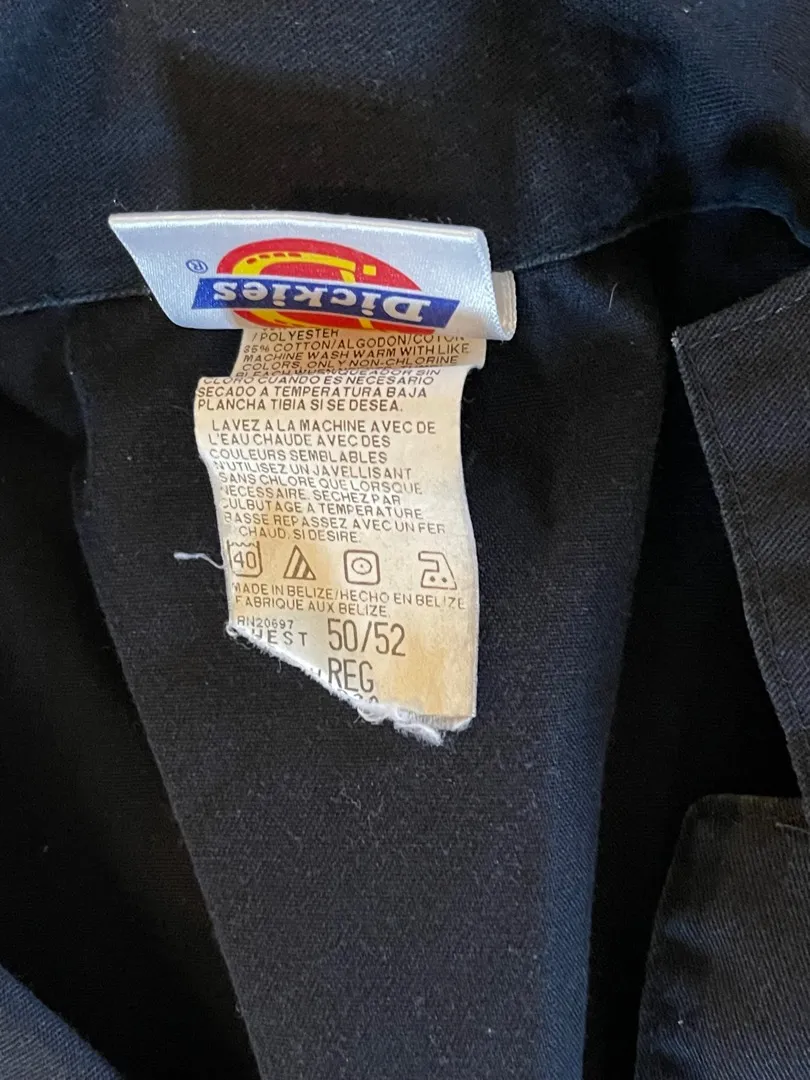 Dickies
®
/POLYESTER
35% COTTON/ALGODON/COTON
MACHINE WASH WARM WITH LIKE
COLORS, ONLY NON-CHLORINE
SIN
CLORO CUANDO ES NECESARIO
SECADO A TEMPERATURA BAJA
PLANCHA TIBIA SI SE DESEA.
LAVEZ A LA MACHINE AVEC DE
L'EAU CHAUDE AVEC DES
COULEURS SEMBLABLES
N'UTILISEZ UN JAVELLISANT
SANS CHLORE QUE LORSQUE
NECESSAIRE. SECHEZ PAR
CULBUTAGE A TEMPERATURE
BASSE REPASSEZ AVEC UN FER
CHAUD, SI DESIRE.
40
MADE IN BELIZE/HECHO EN BELIZE
FABRIQUE AUX BELIZE
RN20697
CHEST 50/52
REG